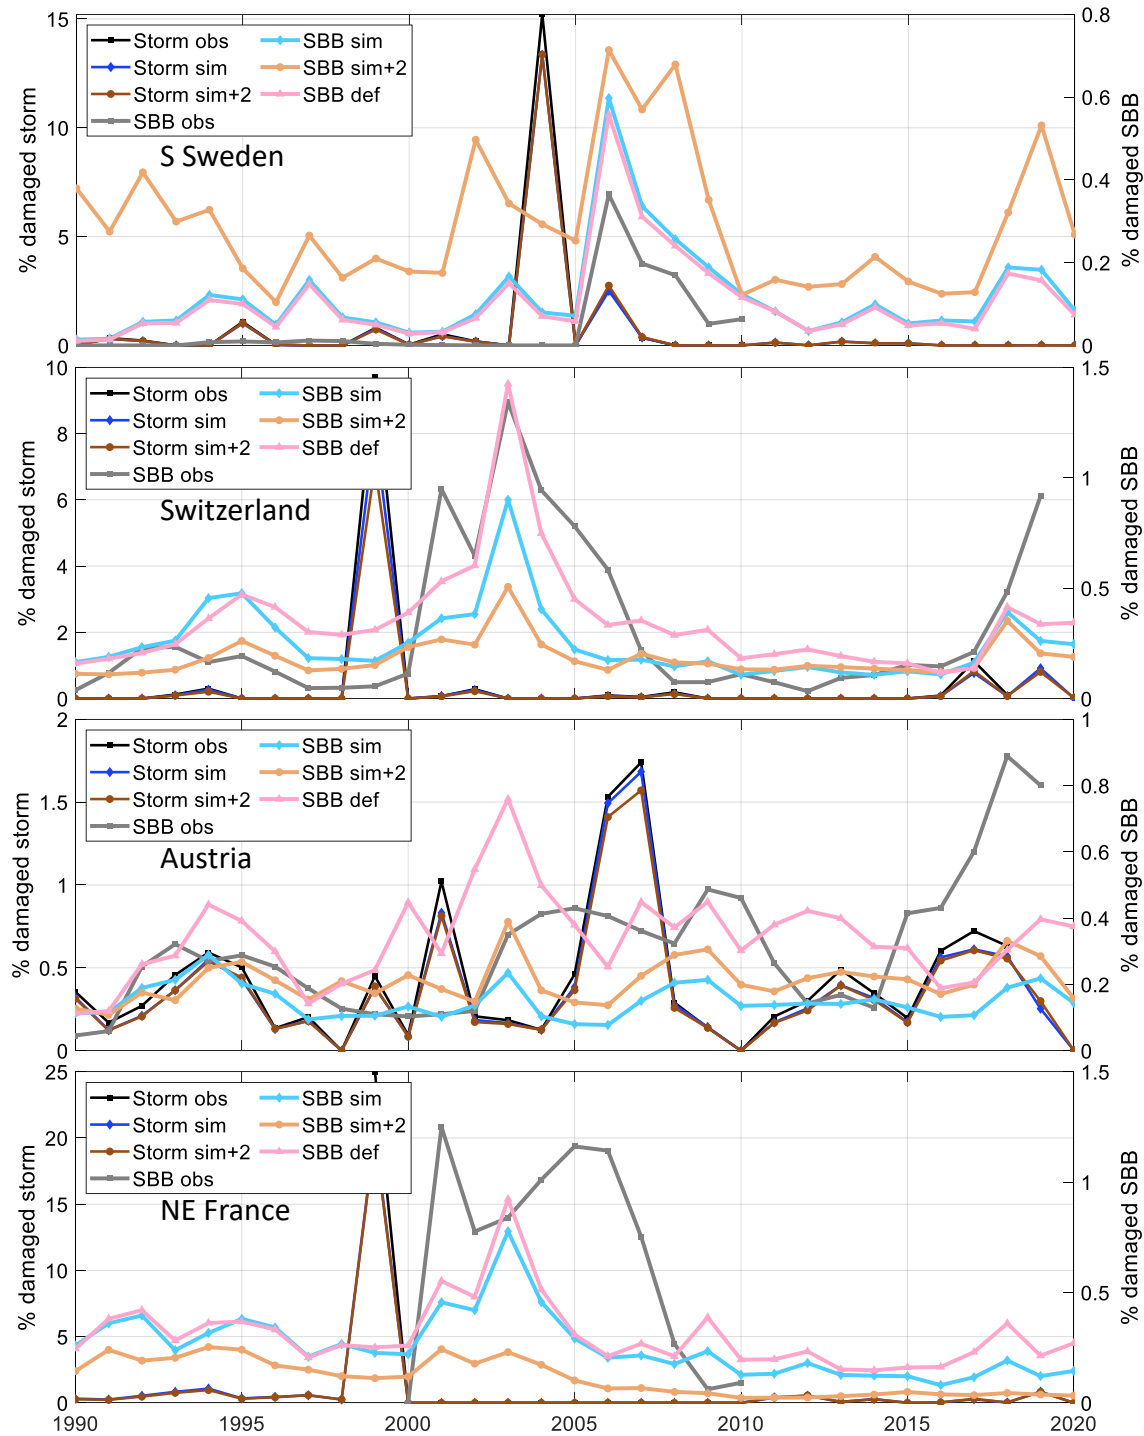 15
10
5
0
% damaged storm
Storm obs
SBB sim
Storm sim
SBB sim+2
Storm sim+2
SBB def
SBB obs
S Sweden
0.8
0.6
0.4
0.2
0
% damaged SBB
10
8
6
4
2
0
% damaged storm
Storm obs
SBB sim
Storm sim
SBB sim+2
Storm sim+2
SBB def
SBB obs
Switzerland
1.5
1
0.5
0
% damaged SBB
2
1.5
1
0.5
0
% damaged storm
Storm obs
SBB sim
Storm sim
SBB sim+2
Storm sim+2
SBB def
SBB obs
Austria
1
0.8
0.6
0.4
0.2
0
% damaged SBB
25
20
15
10
5
0
% damaged storm
Storm obs
SBB sim
Storm sim
SBB sim+2
Storm sim+2
SBB def
SBB obs
NE France
1.5
1
0.5
0
% damaged SBB
1990 1995 2000 2005 2010 2015 2020